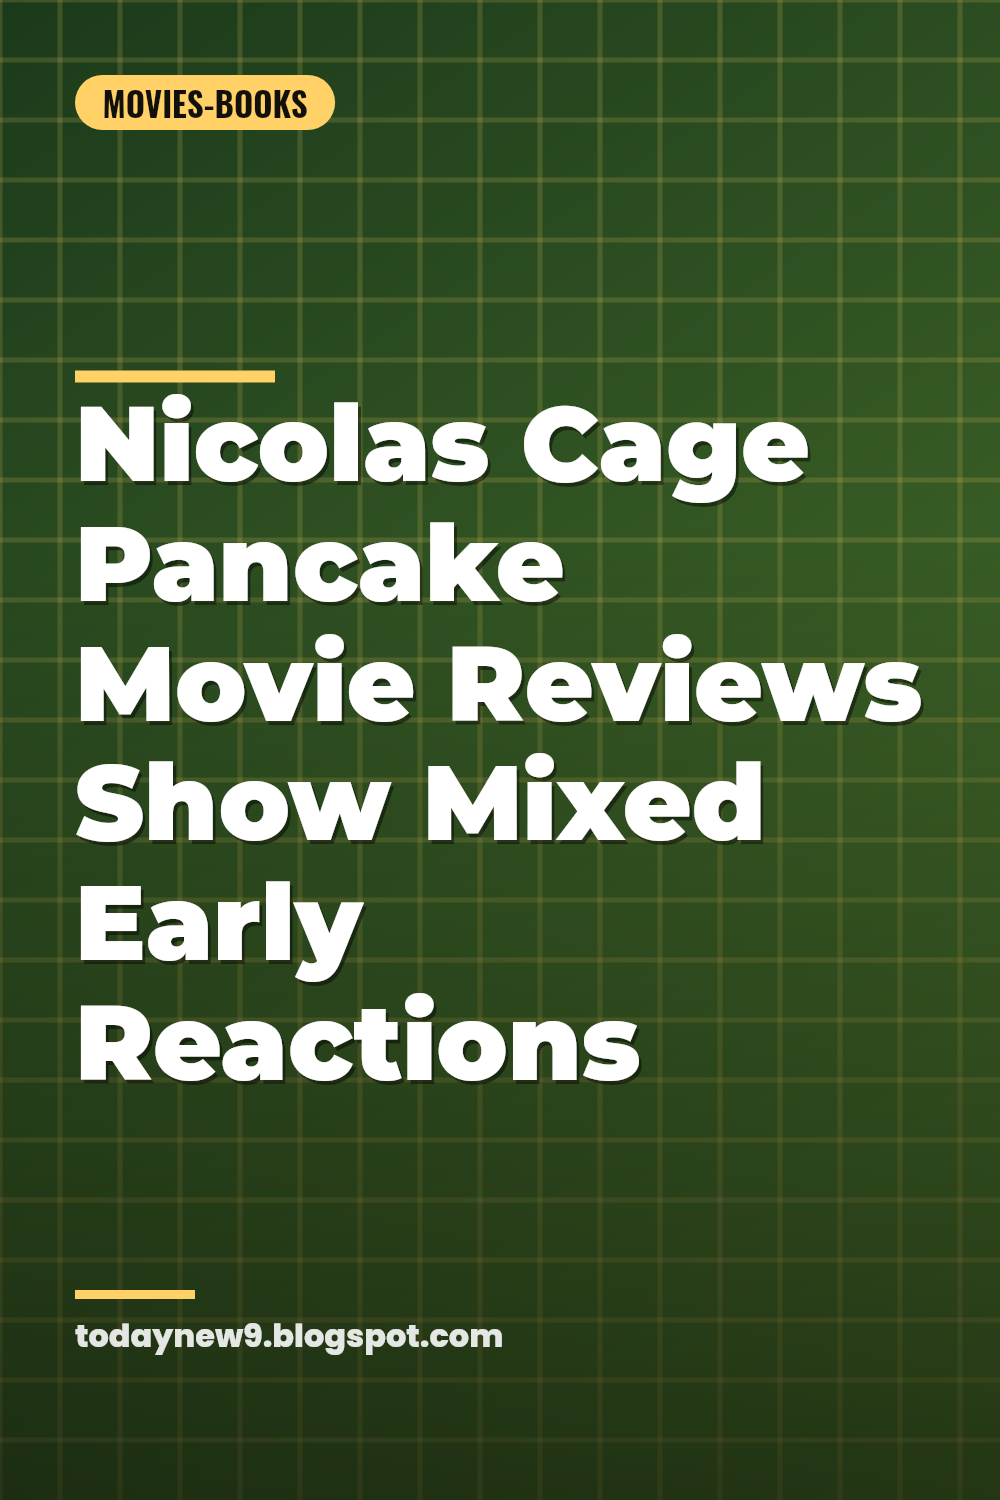 MOVIES-BOOKS
Nicolas Cage
Pancake
Movie Reviews
Show Mixed
Early
Reactions
todaynew9.blogspot.com